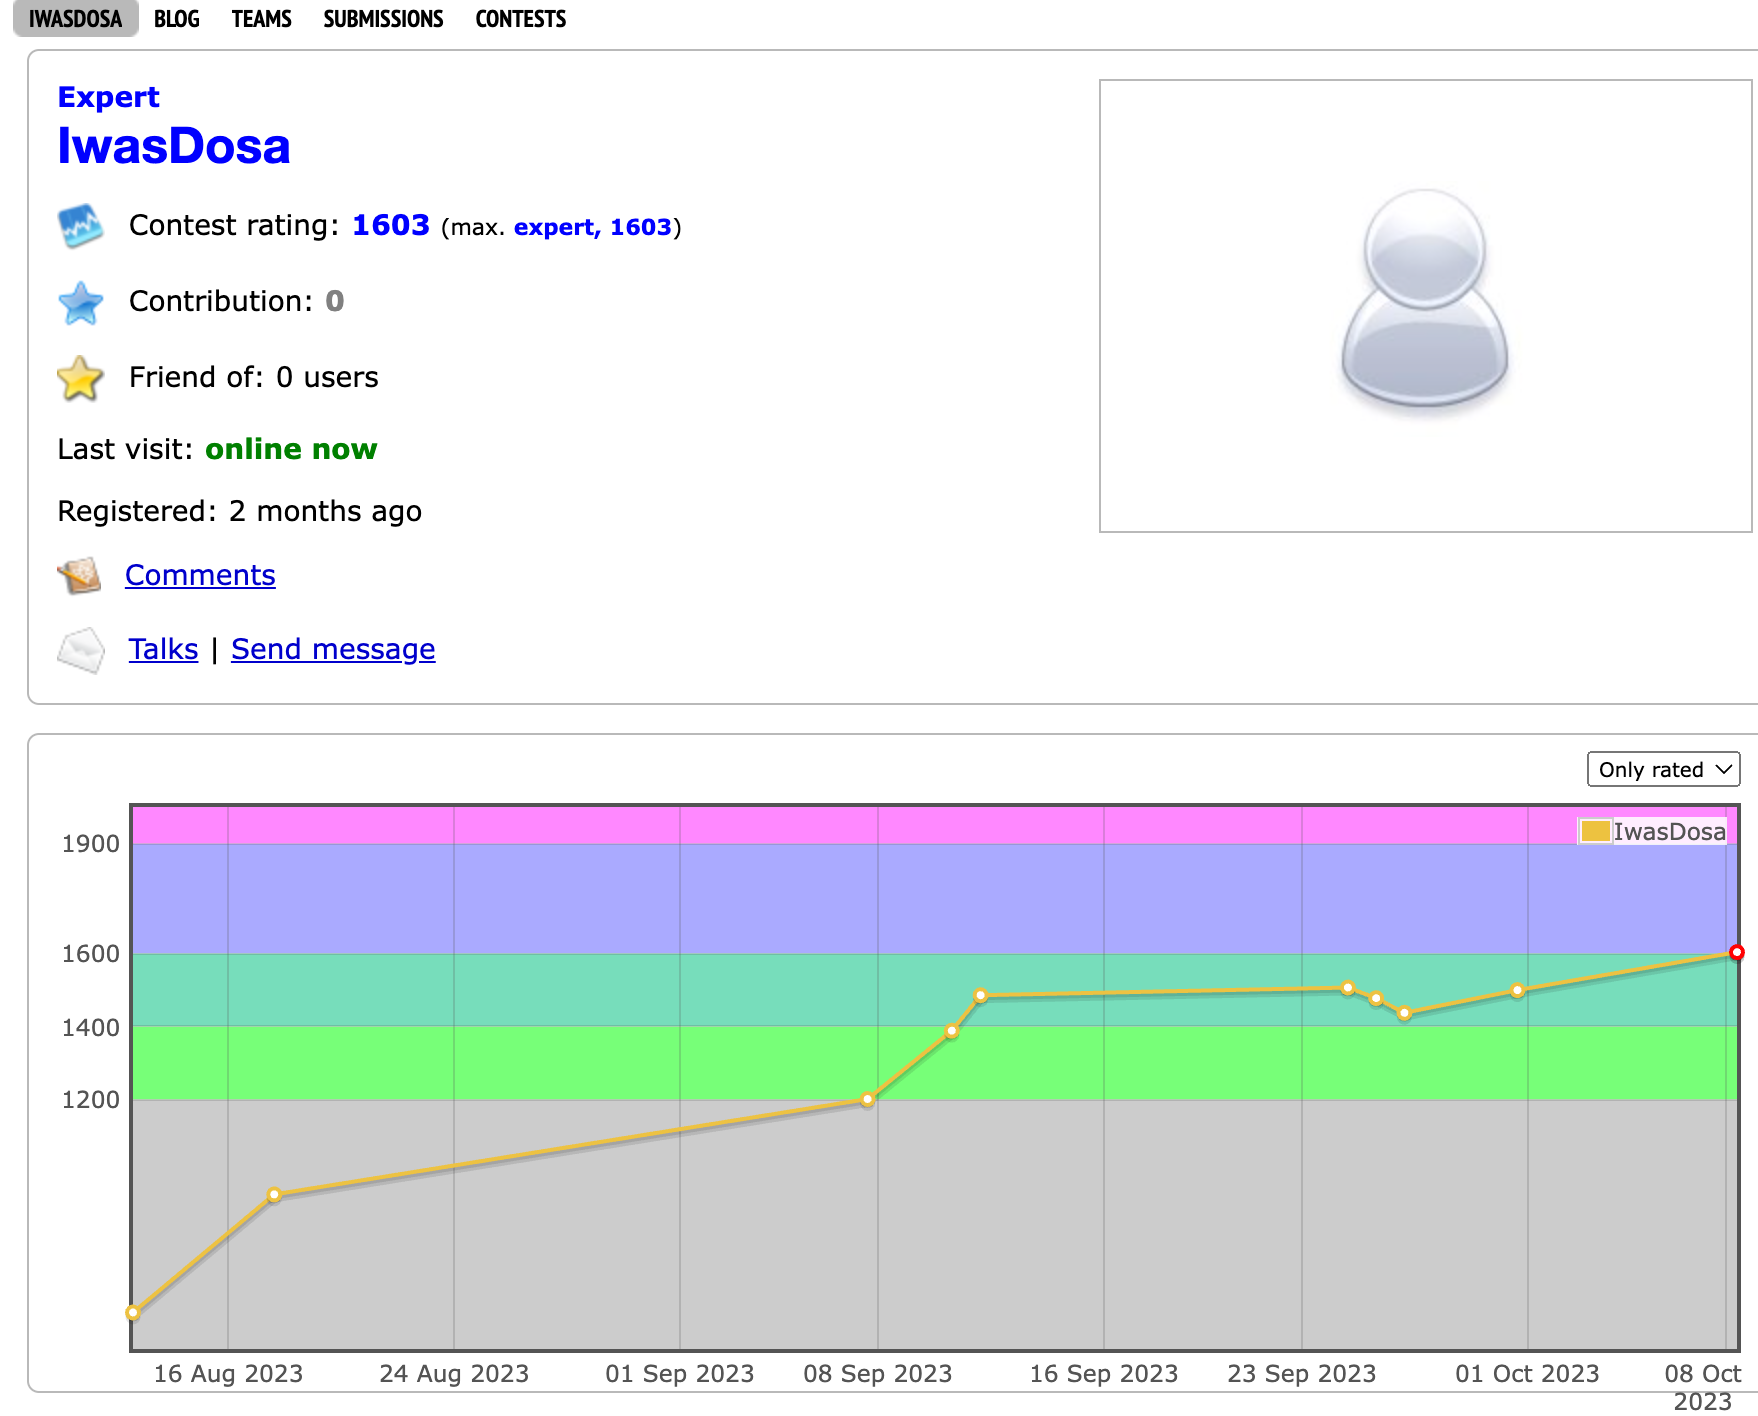 IWASDOSA BLOG TEAMS SUBMISSIONS CONTESTS
Expert
IwasDosa
Contest rating: 1603 (max. expert, 1603)
Contribution: 0
Friend of: 0 users
Last visit: online now
Registered: 2 months ago
Comments
Talks | Send message
Only rated
IwasDosa
1900
1600
1400
1200
16 Aug 2023 24 Aug 2023 01 Sep 2023 08 Sep 2023 16 Sep 2023 23 Sep 2023 01 Oct 2023 08 Oct
2023